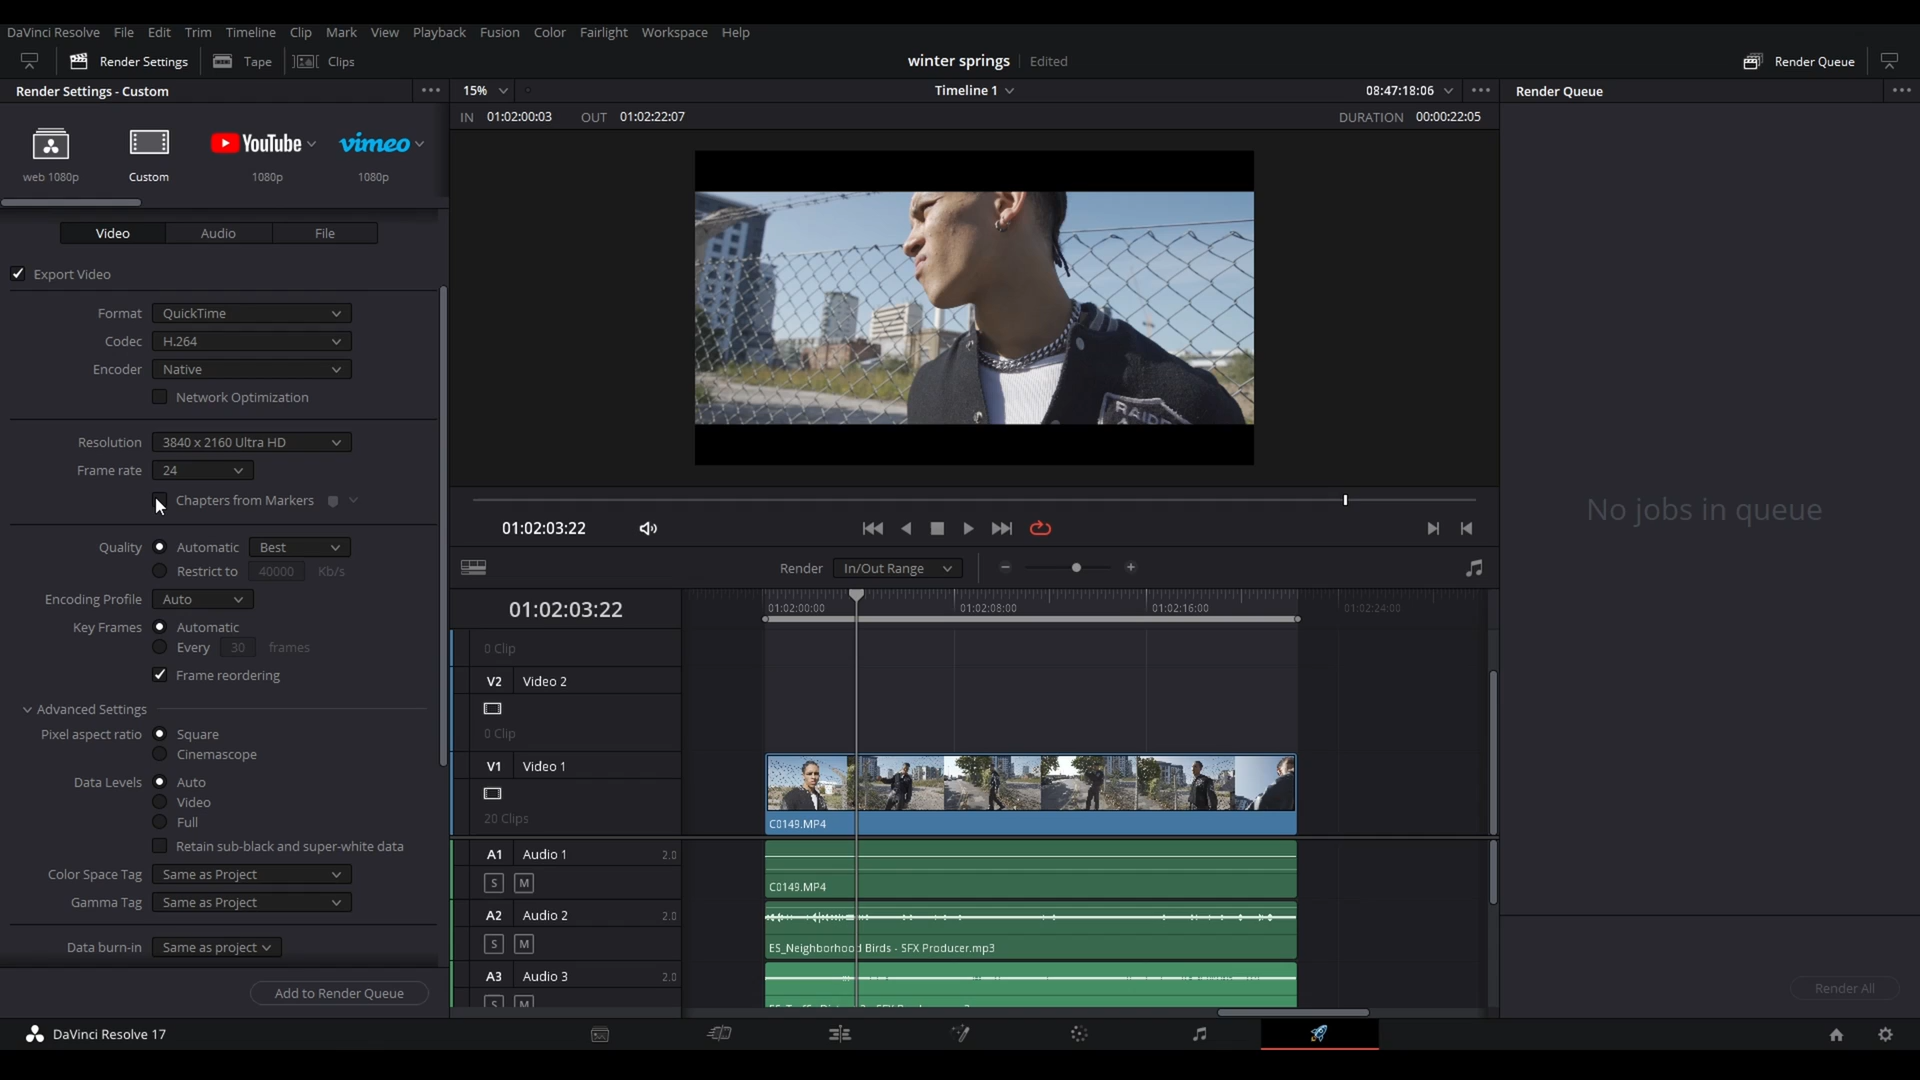 DaVinci Resolve File Edit Trim Timeline Clip Mark View Playback Fusion Color Fairlight Workspace Help
Render Settings Tape Clips winter springs Edited Render Queue
Render Settings - Custom 15% Timeline 1 08:47:18:06 Render Queue
IN 01:02:00:03 OUT 01:02:22:07 DURATION 00:00:22:05
YouTube vimeo
web 1080p Custom 1080p 1080p
Video Audio File
Export Video
Format QuickTime
Codec H.264
Encoder Native
Network Optimization
Resolution 3840 x 2160 Ultra HD
Frame rate 24
Chapters from Markers
Quality Automatic Best
Restrict to 40000 Kb/s
Encoding Profile Auto
Key Frames Automatic
Every 30 frames
Frame reordering
Advanced Settings
Pixel aspect ratio Square
Cinemascope
Data Levels Auto
Video
Full
Retain sub-black and super-white data
Color Space Tag Same as Project
Gamma Tag Same as Project
Data burn-in Same as project
Add to Render Queue
RAIDE
01:02:03:22
Render In/Out Range
01:02:03:22 01:02:00:00 01:02:08:00 01:02:16:00 01:02:24:00
0 Clip
V2 Video 2
0 Clip
V1 Video 1
20 Clips C0149.MP4
A1 Audio 1 2.0
S M C0149.MP4
A2 Audio 2 2.0
S M ES_Neighborhood Birds - SFX Producer.mp3
A3 Audio 3 2.0
S M
No jobs in queue
Render All
DaVinci Resolve 17